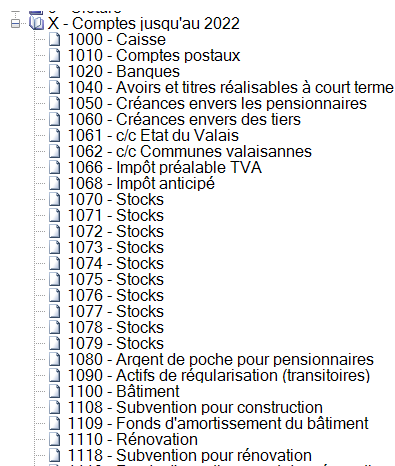 X - Comptes jusqu'au 2022
1000 - Caisse
1010 - Comptes postaux
1020 - Banques
1040 - Avoirs et titres réalisables à court terme
1050 - Créances envers les pensionnaires
1060 - Créances envers des tiers
1061 - c/c Etat du Valais
1062 - c/c Communes valaisannes
1066 - Impôt préalable TVA
1068 - Impôt anticipé
1070 - Stocks
1071 - Stocks
1072 - Stocks
1073 - Stocks
1074 - Stocks
1075 - Stocks
1076 - Stocks
1077 - Stocks
1078 - Stocks
1079 - Stocks
1080 - Argent de poche pour pensionnaires
1090 - Actifs de régularisation (transitoires)
1100 - Bâtiment
1108 - Subvention pour construction
1109 - Fonds d'amortissement du bâtiment
1110 - Rénovation
1118 - Subvention pour rénovation